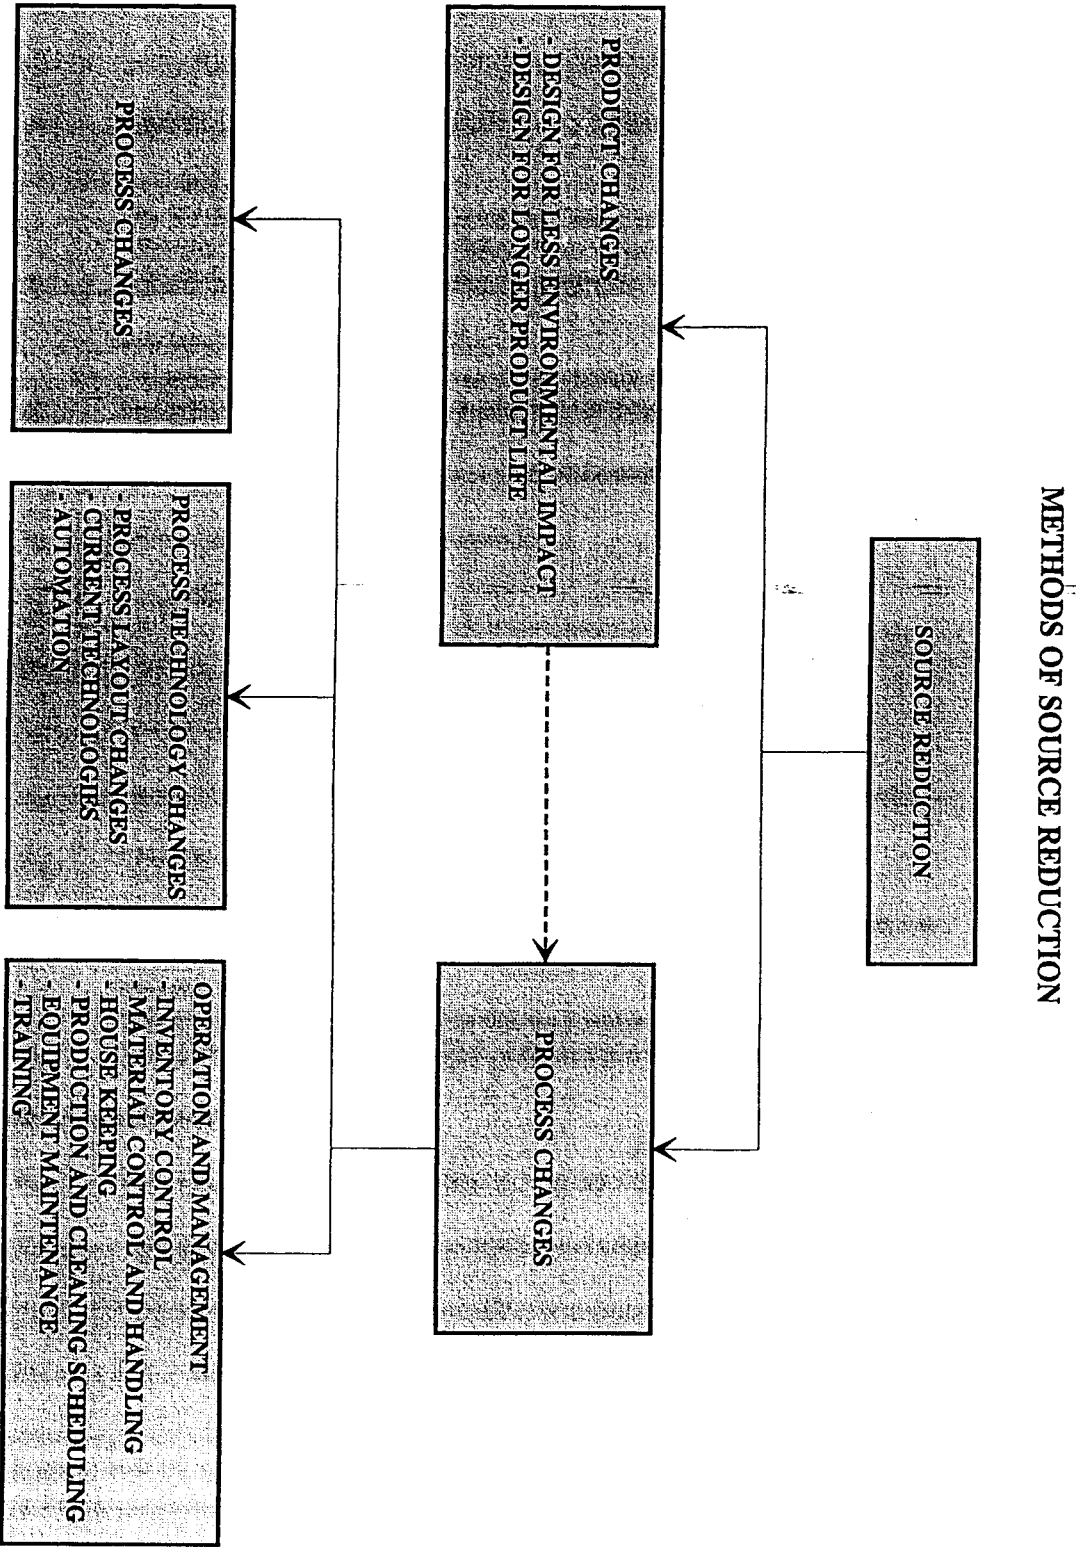 METHODS OF SOURCE REDUCTION
SOURCE REDUCTION
PRODUCT CHANGES
- DESIGN FOR LESS ENVIRONMENTAL IMPACT
- DESIGN FOR LONGER PRODUCT LIFE
PROCESS CHANGES
PROCESS CHANGES
PROCESS TECHNOLOGY CHANGES
- PROCESS LAYOUT CHANGES
- CURRENT TECHNOLOGIES
- AUTOMATION
OPERATION AND MANAGEMENT
- INVENTORY CONTROL
- MATERIAL CONTROL AND HANDLING
- HOUSE KEEPING
- PRODUCTION AND CLEANING SCHEDULING
- EQUIPMENT MAINTENANCE
- TRAINING